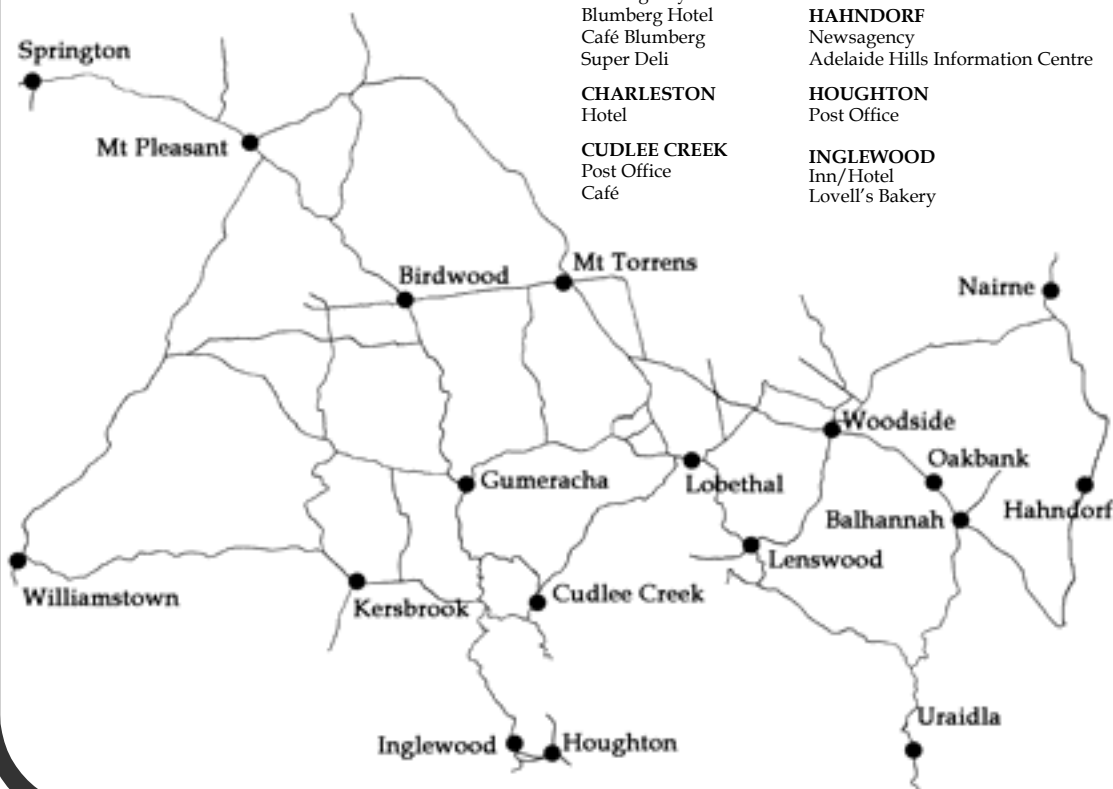 Blumberg Hotel
Café Blumberg
Super Deli
CHARLESTON
Hotel
CUDLEE CREEK
Post Office
Café
HAHNDORF
Newsagency
Adelaide Hills Information Centre
HOUGHTON
Post Office
INGLEWOOD
Inn/Hotel
Lovell's Bakery
Springton
Mt Pleasant
Birdwood
Mt Torrens
Nairne
Woodside
Oakbank
Gumeracha
Lobethal
Hahndorf
Balhannah
Lenswood
Williamstown
Kersbrook
Cudlee Creek
Uraidla
Inglewood
Houghton